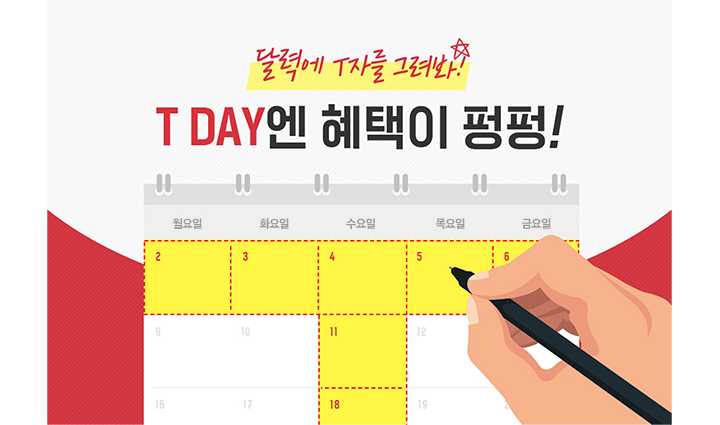 달력에 T자를 그려봐!
T DAY엔 혜택이 펑펑!
월요일 화요일 수요일 목요일 금요일
2 3 4 5 6
9 10 11 12
16 17 18 19